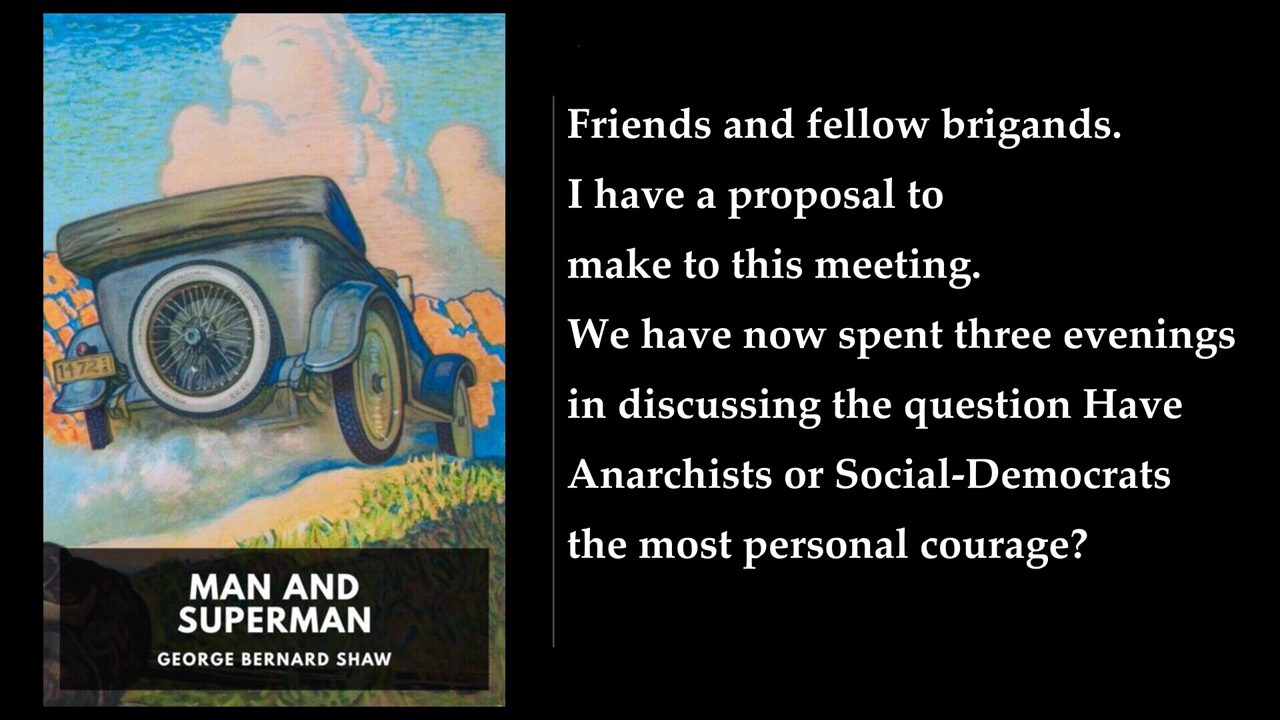 1472
MAN AND
SUPERMAN
GEORGE BERNARD SHAW
Friends and fellow brigands.
I have a proposal to
make to this meeting.
We have now spent three evenings
in discussing the question Have
Anarchists or Social-Democrats
the most personal courage?